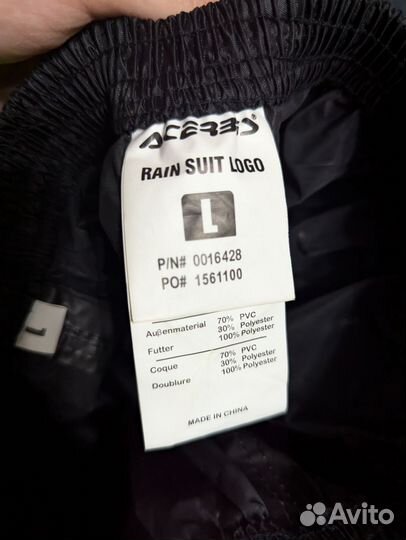 ACERBIS®
RAIN SUIT LOGO
L
P/N# 0016428
PO# 1561100
Außenmaterial 70% PVC
30% Polyester
Futter 100% Polyester
Coque 70% PVC
30% Polyester
Doublure 100% Polyester
MADE IN CHINA
L
Avito